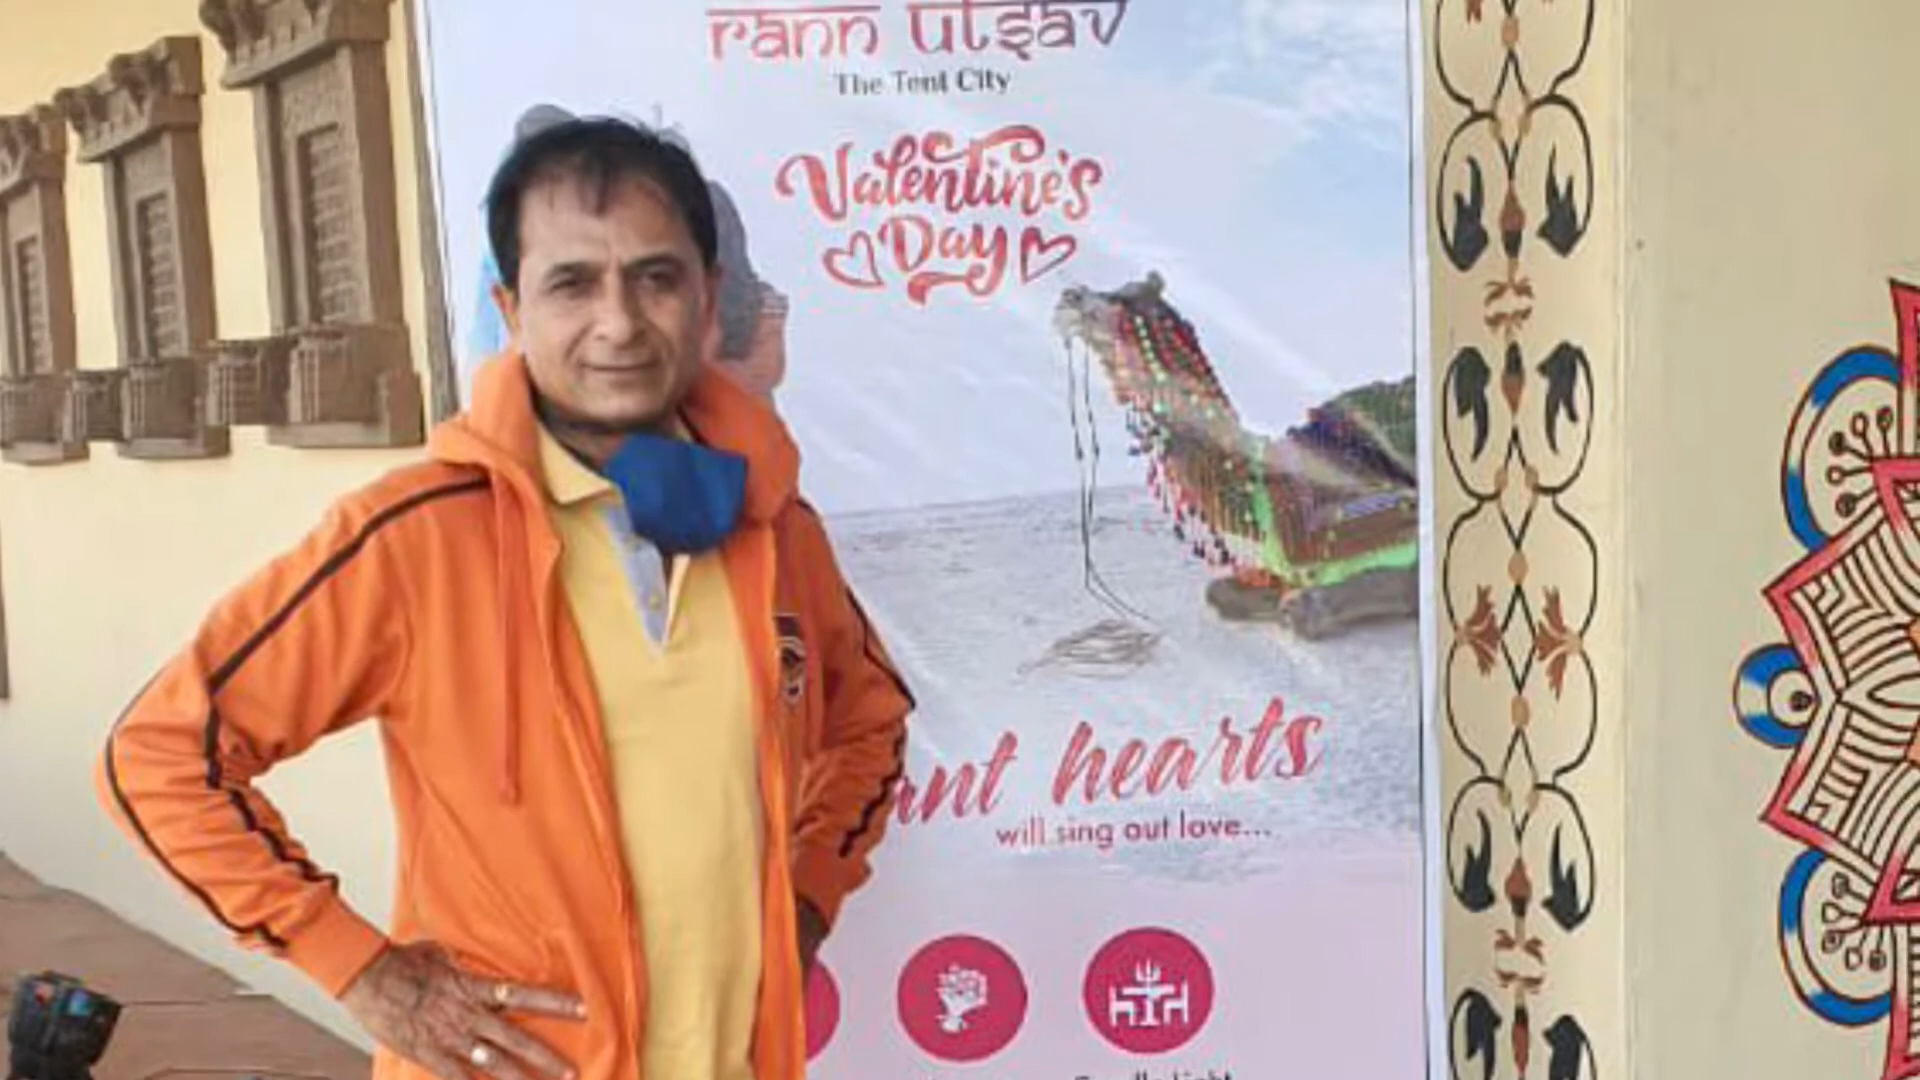 rann utsav
The Tent City
Valentine's
Day
hearts
will sing out love...